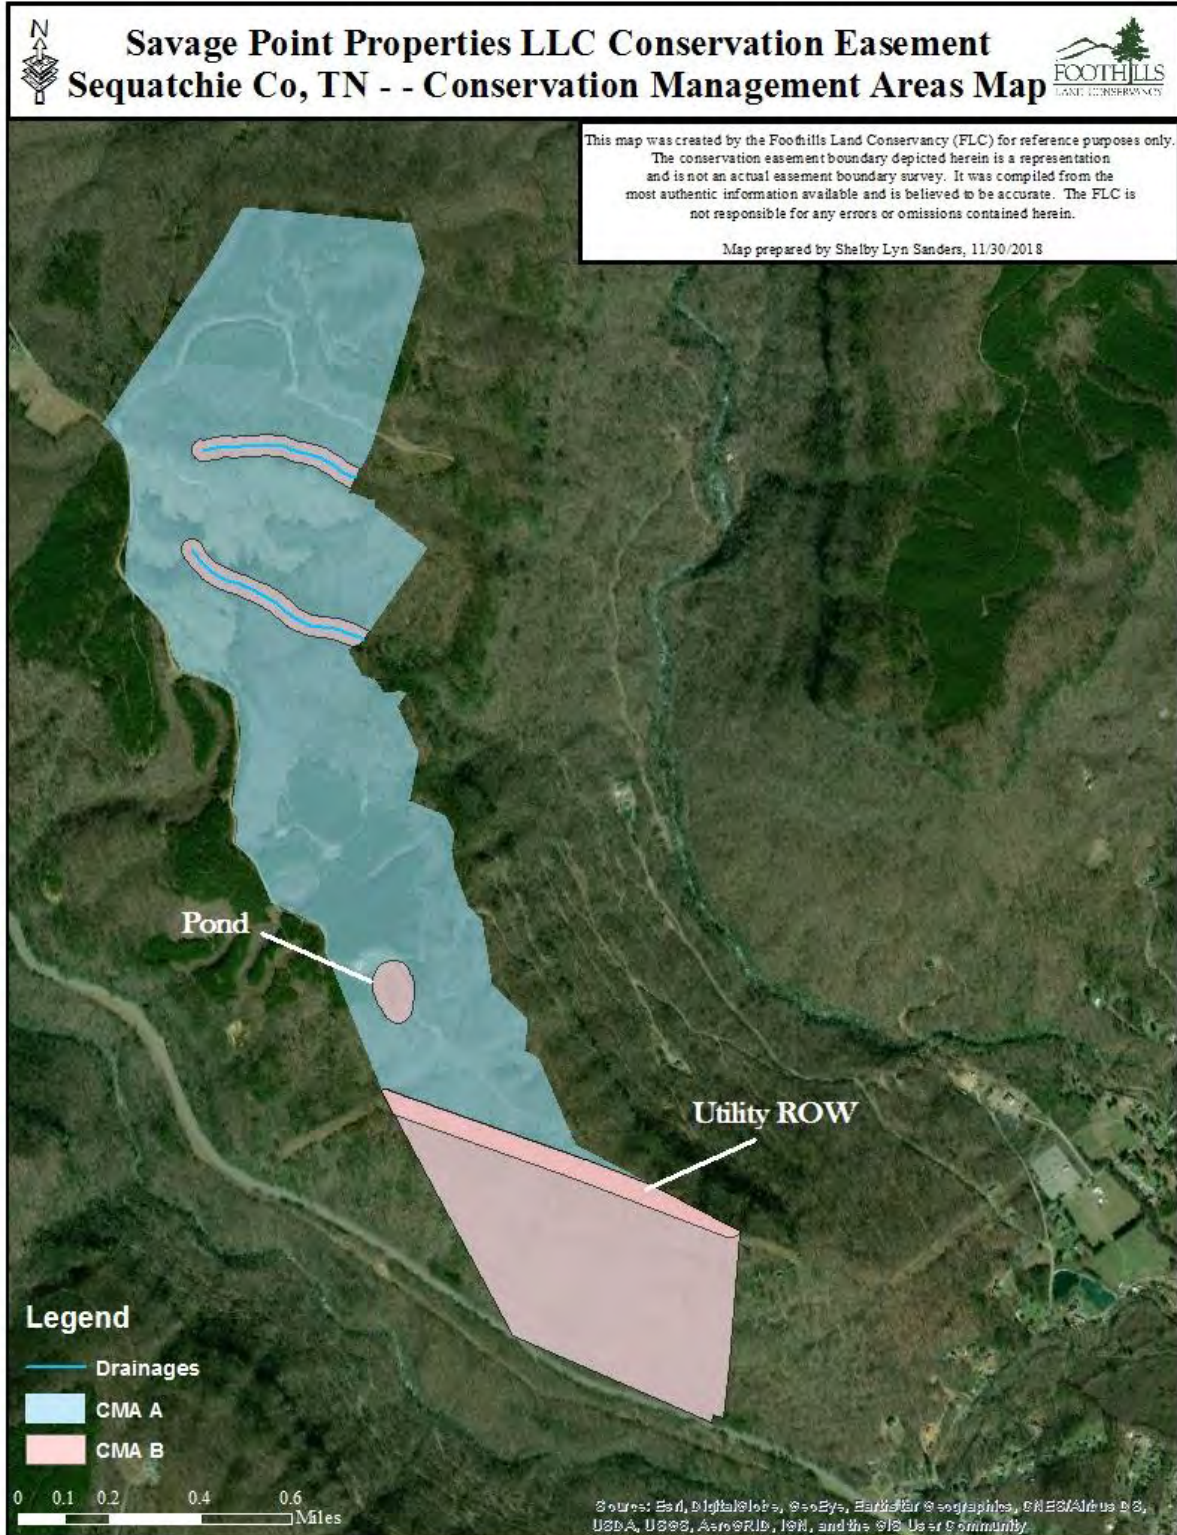 N
Savage Point Properties LLC Conservation Easement
Sequatchie Co, TN - - Conservation Management Areas Map
FOOTHILLS
LAND CONSERVANCY
This map was created by the Foothills Land Conservancy (FLC) for reference purposes only.
The conservation easement boundary depicted herein is a representation
and is not an actual easement boundary survey. It was compiled from the
most authentic information available and is believed to be accurate. The FLC is
not responsible for any errors or omissions contained herein.
Map prepared by Shelby Lyn Sanders, 11/30/2018
Pond
Utility ROW
Legend
Drainages
CMA A
CMA B
0 0.1 0.2 0.4 0.6
Miles
Source: Esri, DigitalGlobe, GeoEye, Earthstar Geographics, CNES/Airbus DS,
USDA, USGS, AeroGRID, IGN, and the GIS User Community